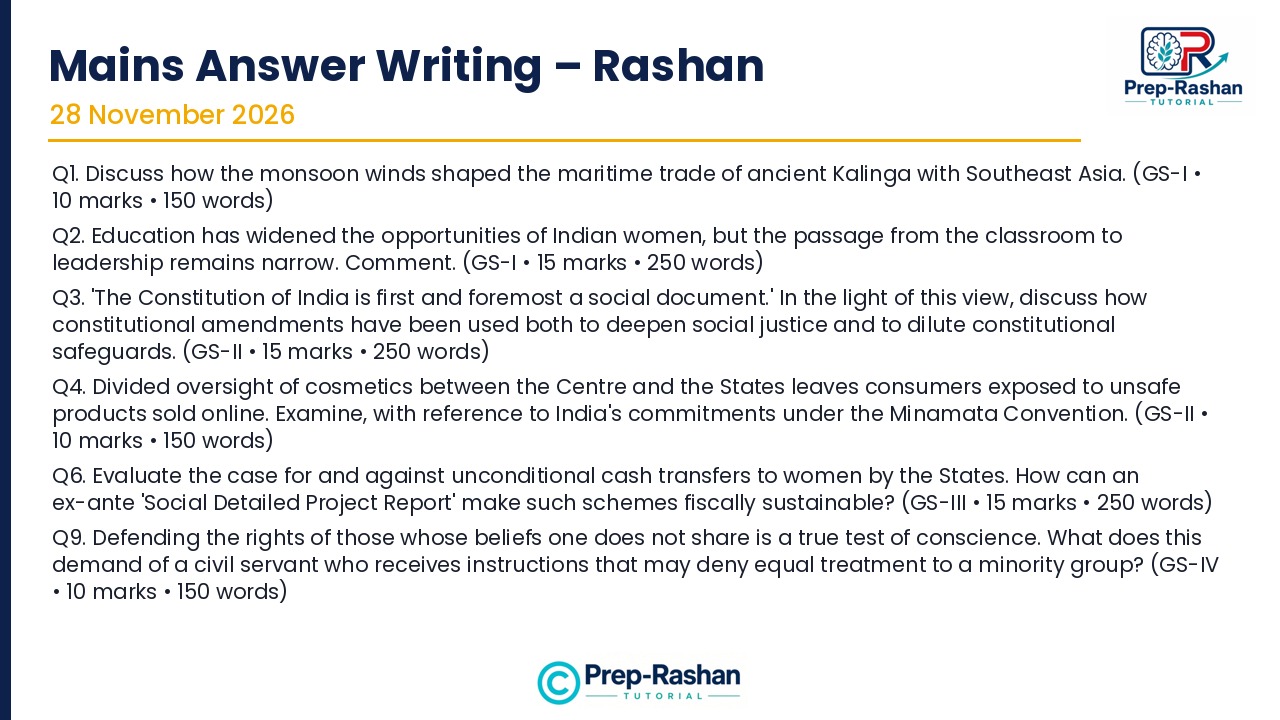 Mains Answer Writing – Rashan
28 November 2026
Prep-Rashan
TUTORIAL
Q1. Discuss how the monsoon winds shaped the maritime trade of ancient Kalinga with Southeast Asia. (GS-I •
10 marks • 150 words)
Q2. Education has widened the opportunities of Indian women, but the passage from the classroom to
leadership remains narrow. Comment. (GS-I • 15 marks • 250 words)
Q3. 'The Constitution of India is first and foremost a social document.' In the light of this view, discuss how
constitutional amendments have been used both to deepen social justice and to dilute constitutional
safeguards. (GS-II • 15 marks • 250 words)
Q4. Divided oversight of cosmetics between the Centre and the States leaves consumers exposed to unsafe
products sold online. Examine, with reference to India's commitments under the Minamata Convention. (GS-II •
10 marks • 150 words)
Q6. Evaluate the case for and against unconditional cash transfers to women by the States. How can an
ex-ante 'Social Detailed Project Report' make such schemes fiscally sustainable? (GS-III • 15 marks • 250 words)
Q9. Defending the rights of those whose beliefs one does not share is a true test of conscience. What does this
demand of a civil servant who receives instructions that may deny equal treatment to a minority group? (GS-IV
• 10 marks • 150 words)
© Prep-Rashan
TUTORIAL